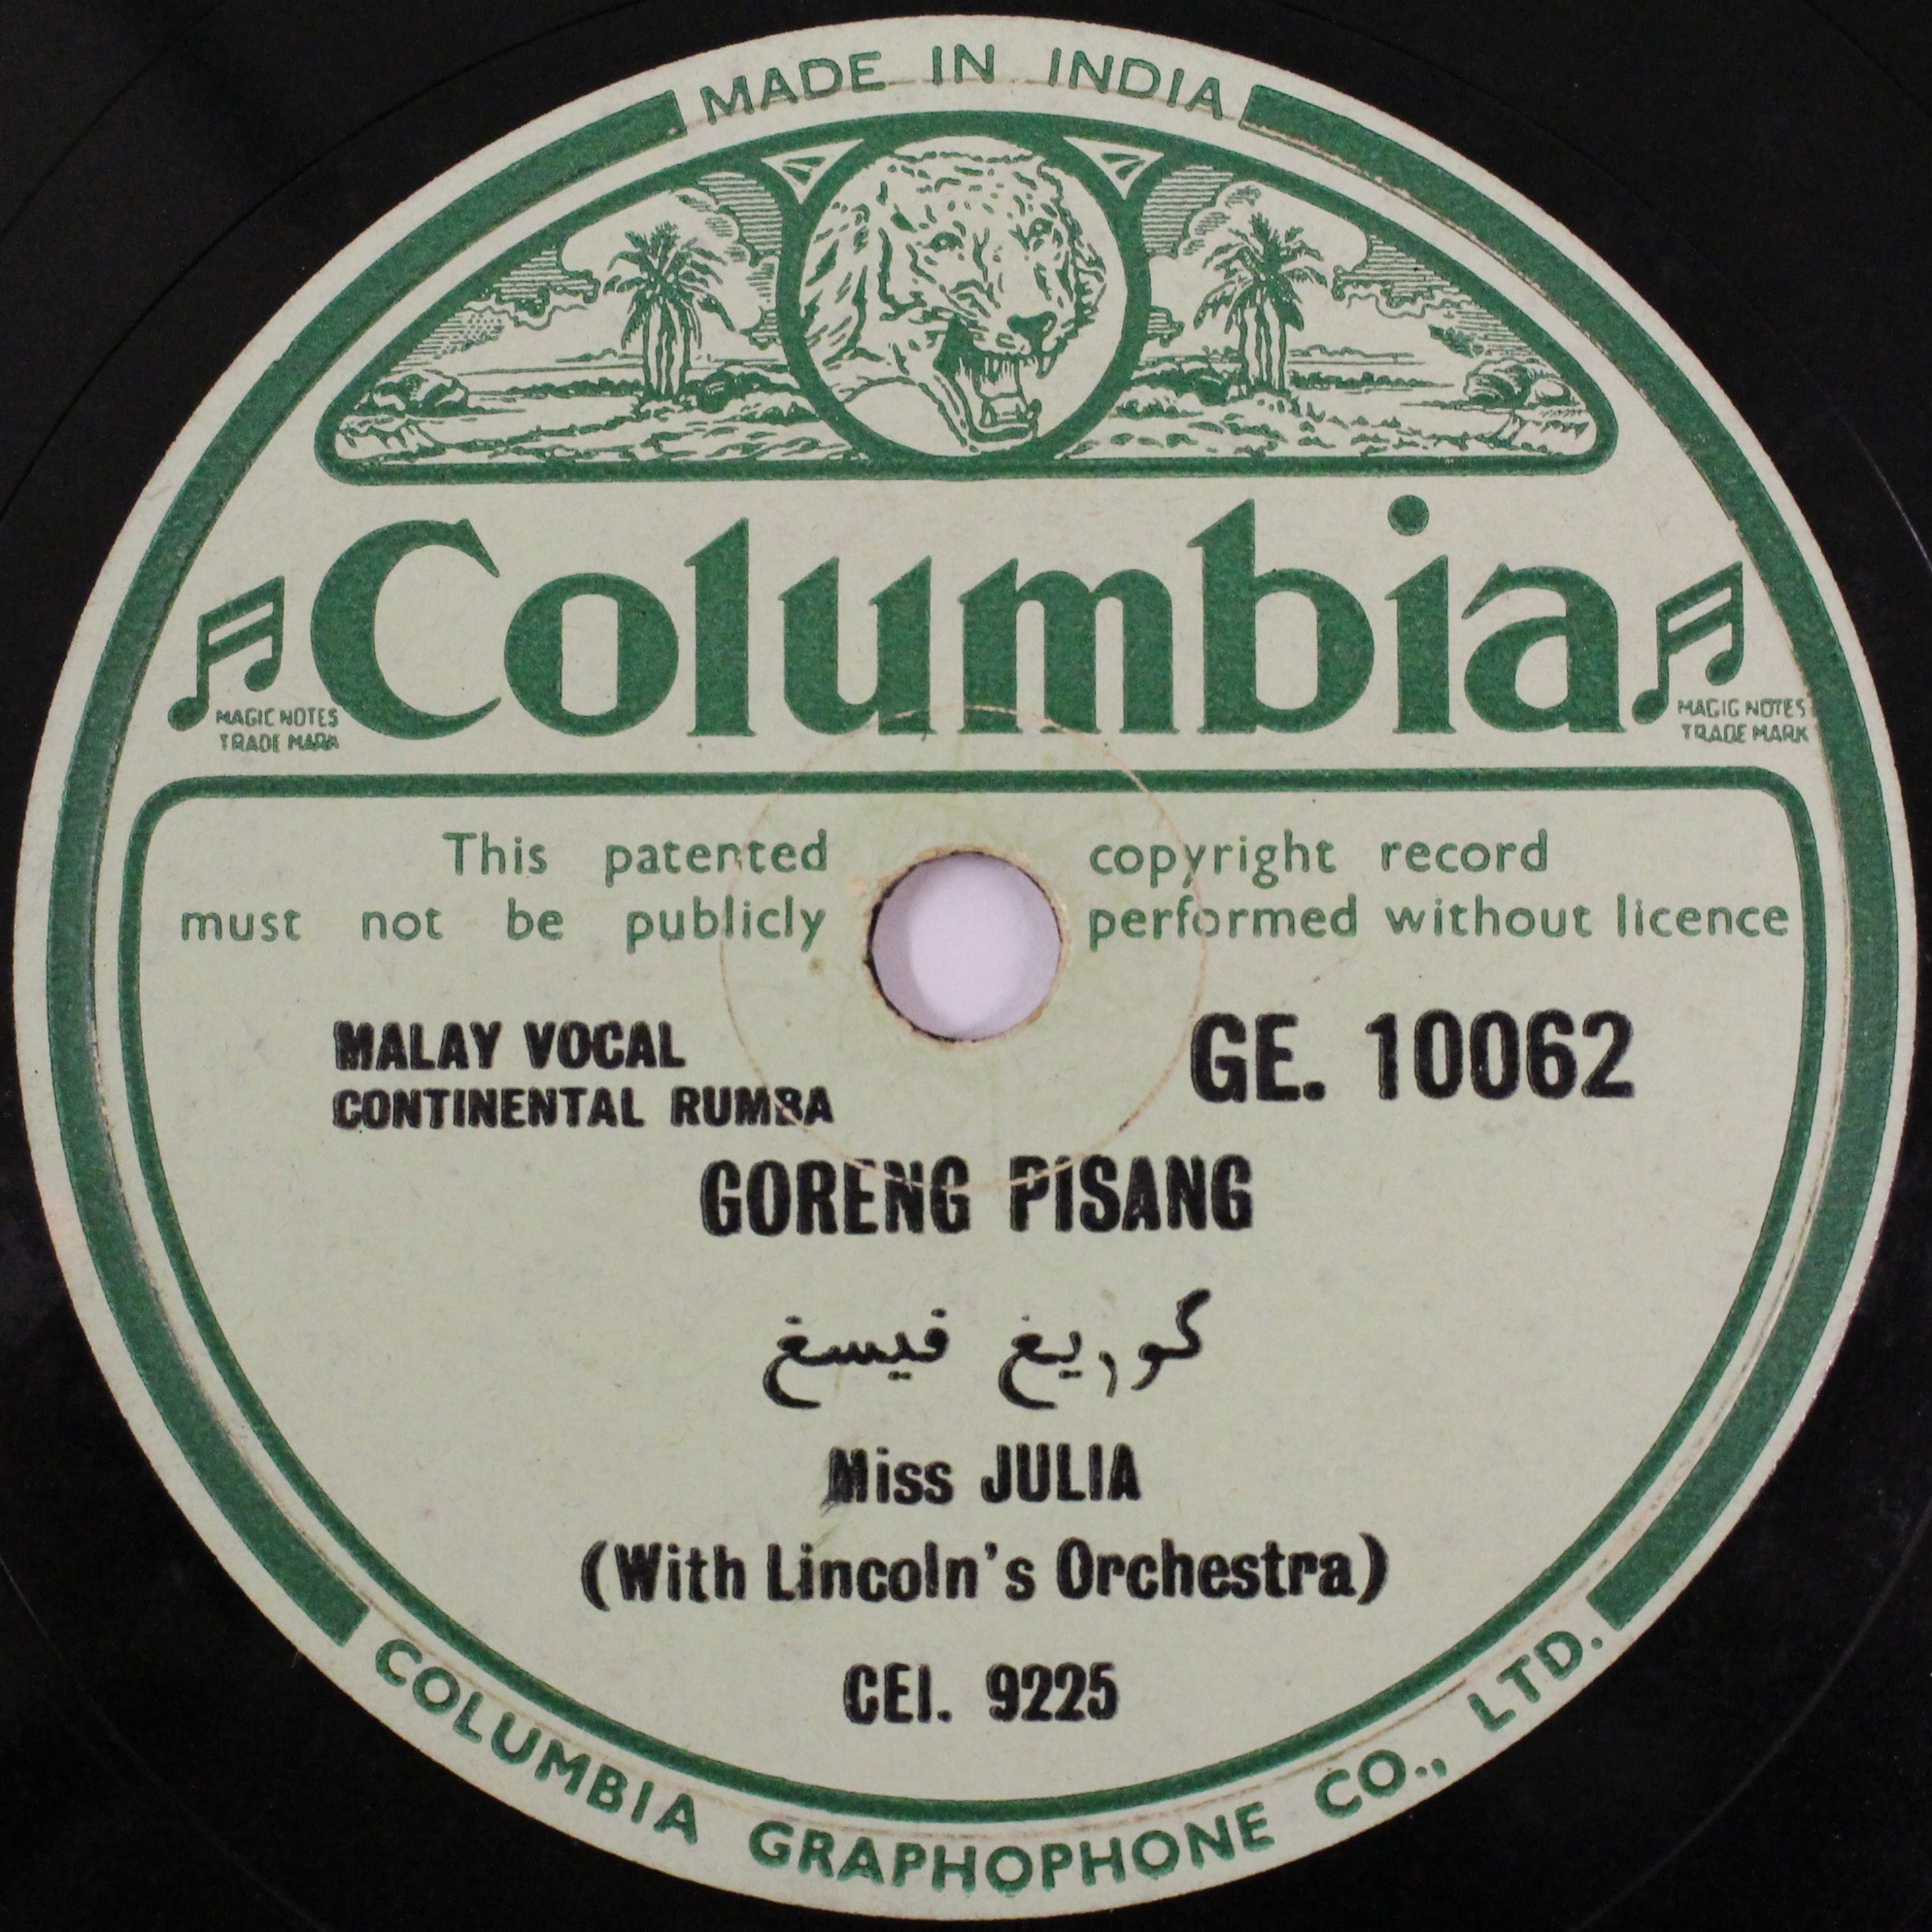 MADE IN INDIA
Columbia
MAGIC NOTES
TRADE MARK
MAGIC NOTES
TRADE MARK
This patented copyright record
must not be publicly performed without licence
MALAY VOCAL
CONTINENTAL RUMBA
GE. 10062
GORENG PISANG
کوريغ ڤيسغ
Miss JULIA
(With Lincoln's Orchestra)
CEI. 9225
COLUMBIA GRAPHOPHONE CO., LTD.